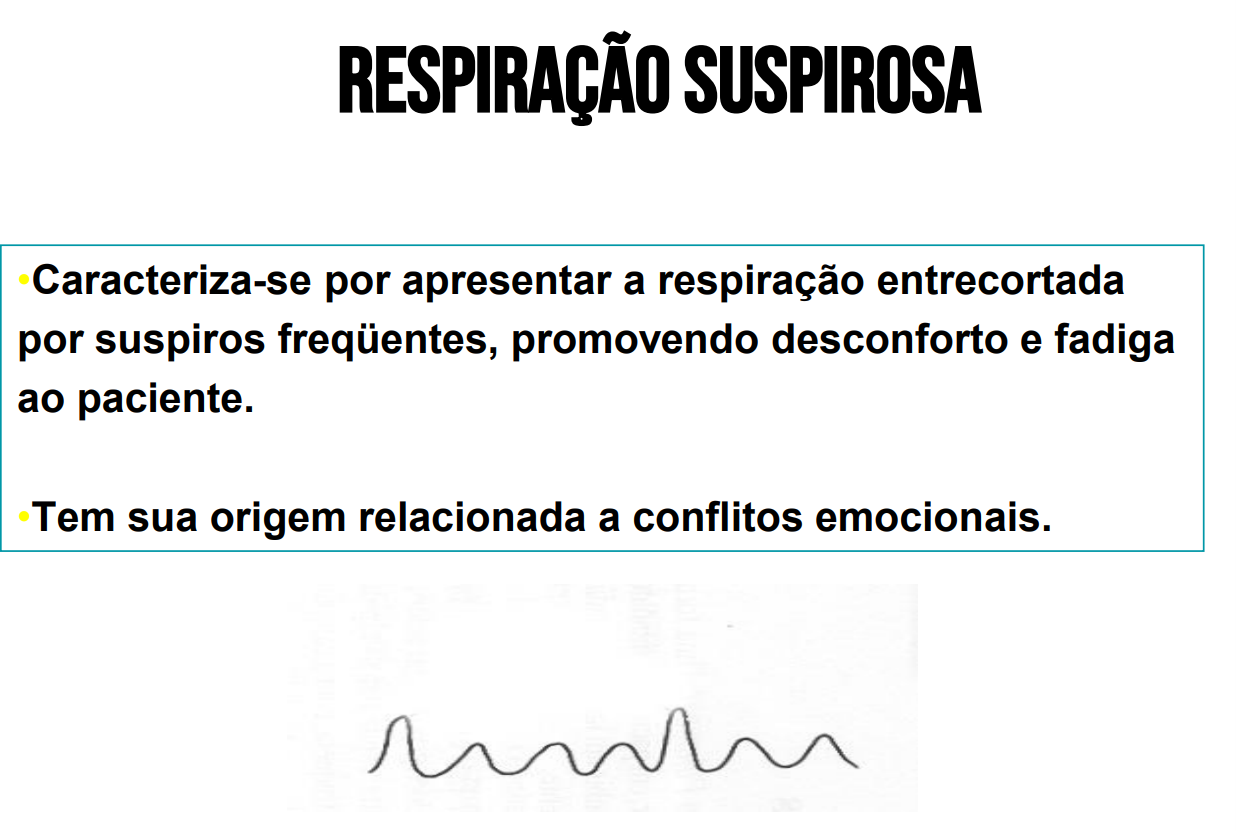 RESPIRAÇÃO SUSPIROSA
•Caracteriza-se por apresentar a respiração entrecortada
por suspiros freqüentes, promovendo desconforto e fadiga
ao paciente.
•Tem sua origem relacionada a conflitos emocionais.